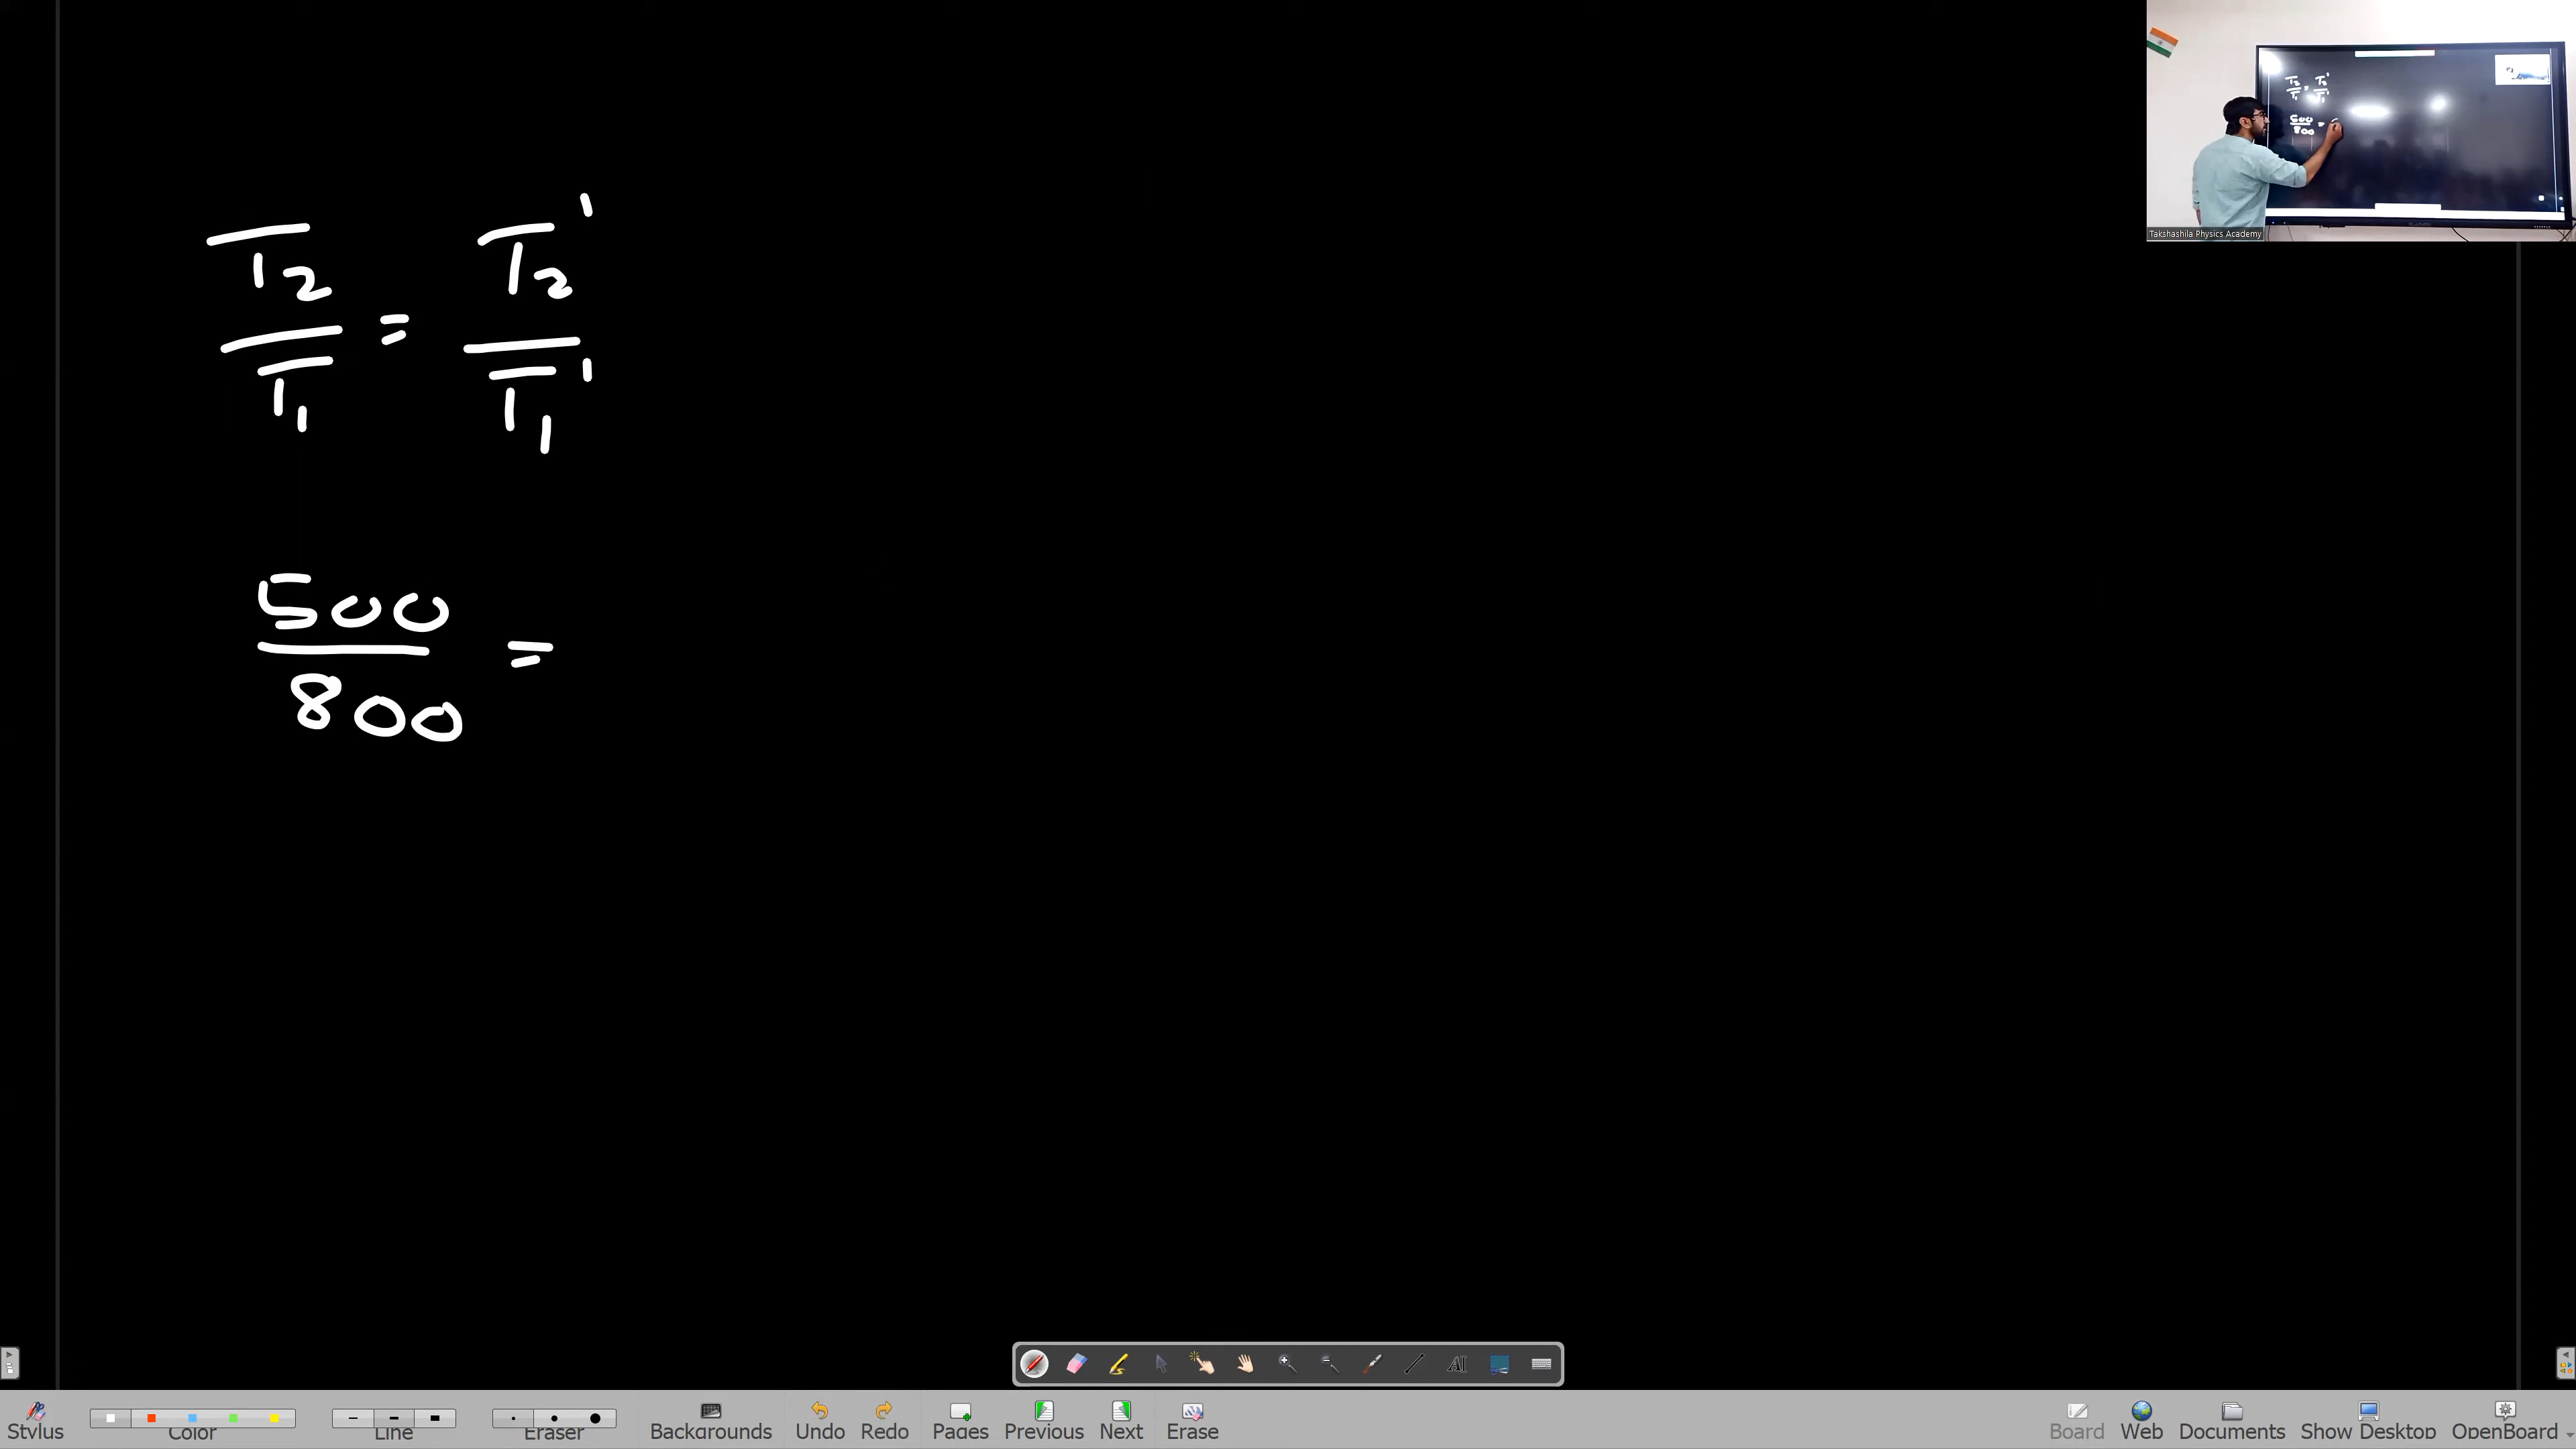 T₂/T₁ = T₂'/T₁'
500/800 =
Takshashila Physics Academy
Stylus
Color
Line
Eraser
Backgrounds
Undo
Redo
Pages
Previous
Next
Erase
Board
Web
Documents
Show Desktop
OpenBoard